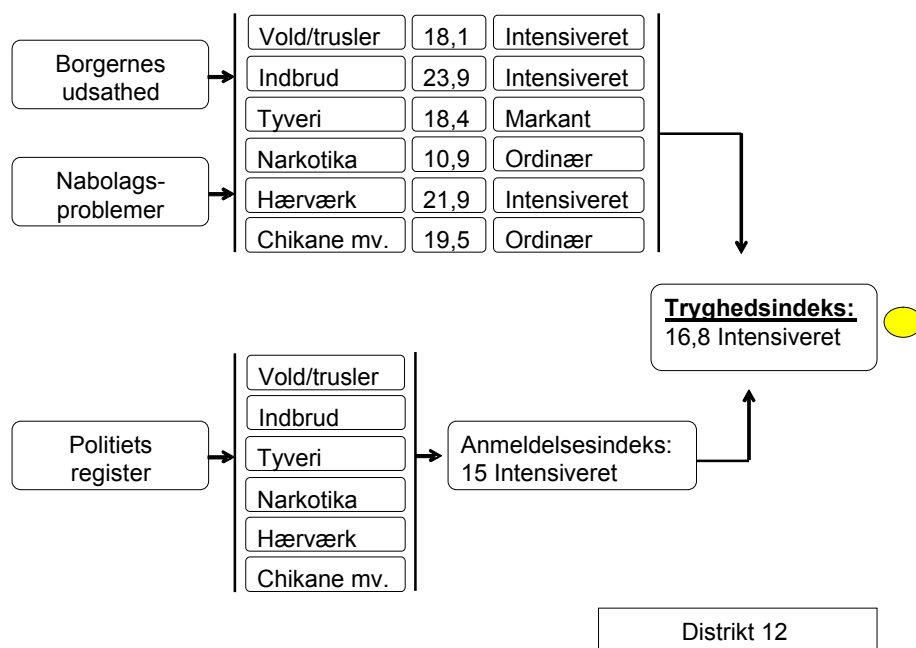 Borgernes
udsathed
Nabolags-
problemer
Vold/trusler 18,1 Intensiveret
Indbrud 23,9 Intensiveret
Tyveri 18,4 Markant
Narkotika 10,9 Ordinær
Hærværk 21,9 Intensiveret
Chikane mv. 19,5 Ordinær
Tryghedsindeks:
16,8 Intensiveret
Politiets
register
Vold/trusler
Indbrud
Tyveri
Narkotika
Hærværk
Chikane mv.
Anmeldelsesindeks:
15 Intensiveret
Distrikt 12